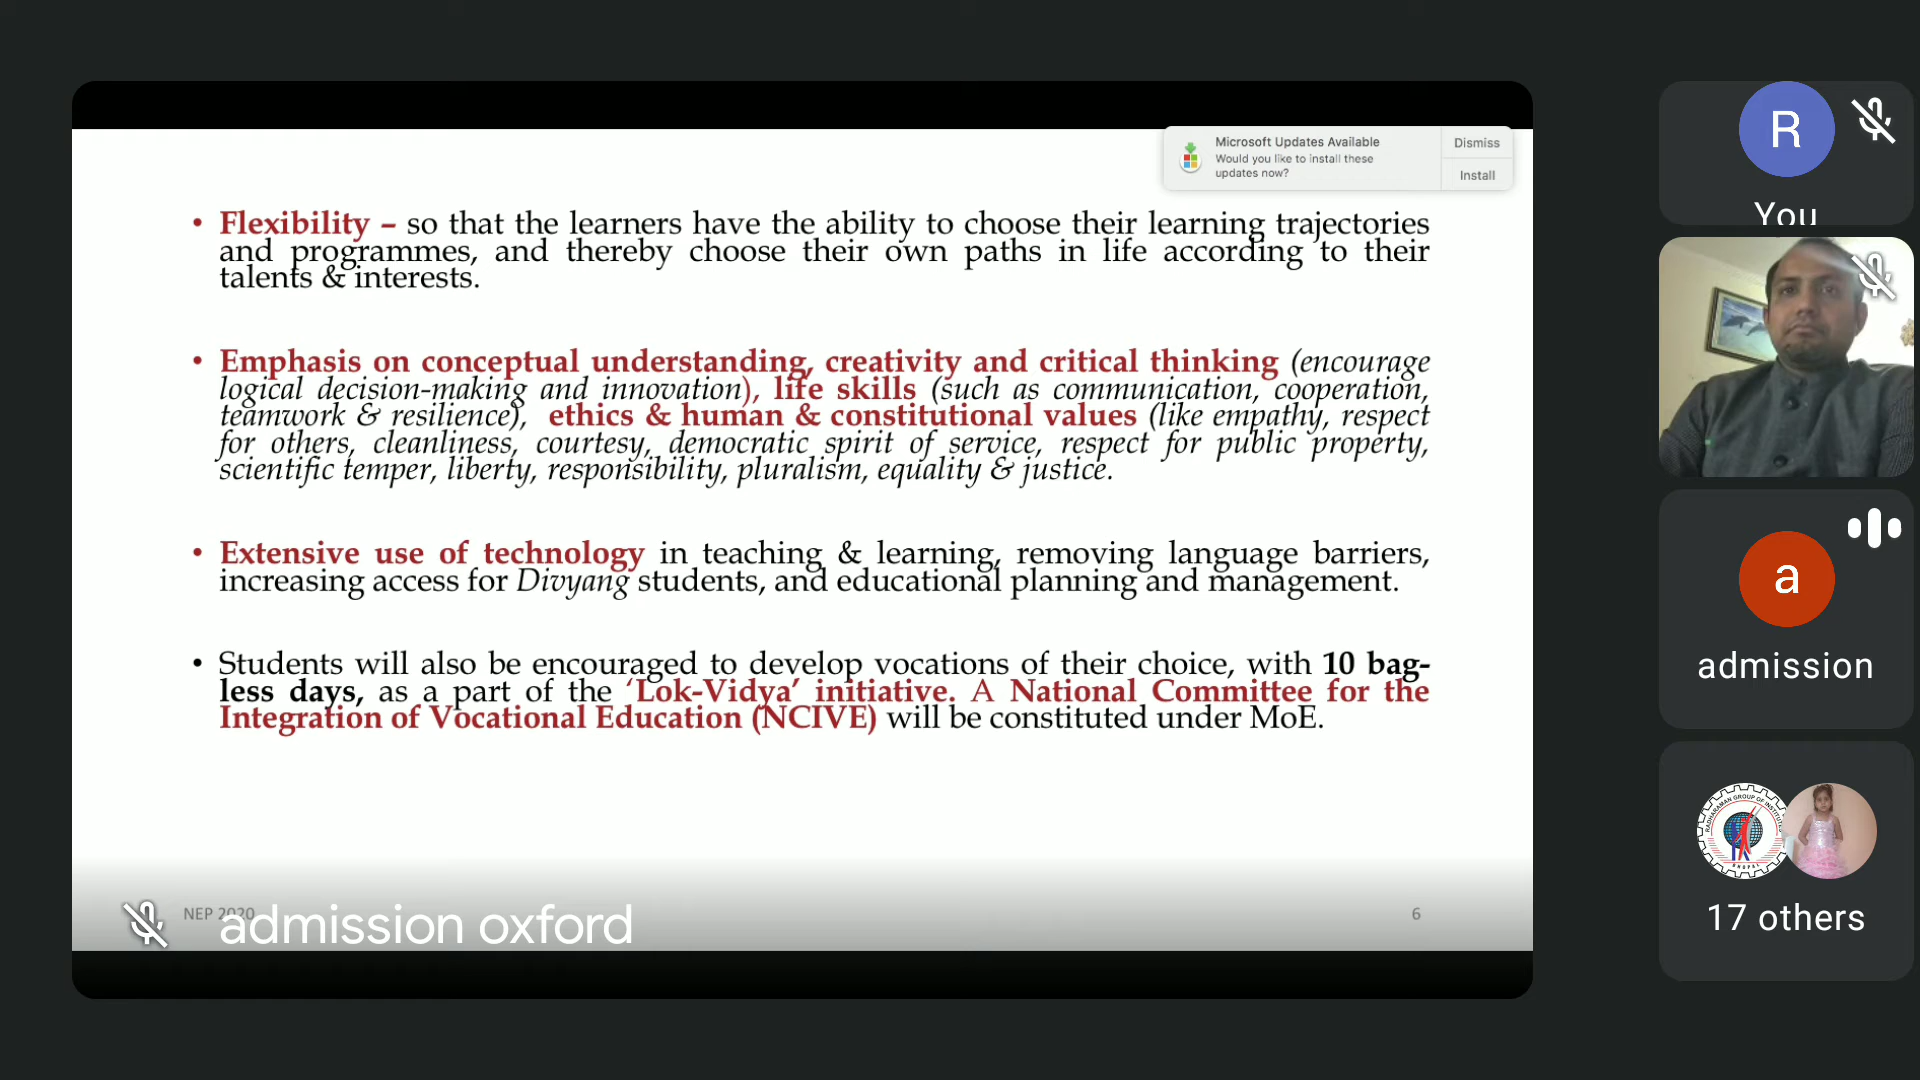 Microsoft Updates Available
Would you like to install these
updates now?
Dismiss
Install
• Flexibility – so that the learners have the ability to choose their learning trajectories
and programmes, and thereby choose their own paths in life according to their
talents & interests.
• Emphasis on conceptual understanding, creativity and critical thinking (encourage
logical decision-making and innovation), life skills (such as communication, cooperation,
teamwork & resilience), ethics & human & constitutional values (like empathy, respect
for others, cleanliness, courtesy, democratic spirit of service, respect for public property,
scientific temper, liberty, responsibility, pluralism, equality & justice.
• Extensive use of technology in teaching & learning, removing language barriers,
increasing access for Divyang students, and educational planning and management.
• Students will also be encouraged to develop vocations of their choice, with 10 bag-
less days, as a part of the ‘Lok-Vidya’ initiative. A National Committee for the
Integration of Vocational Education (NCIVE) will be constituted under MoE.
NEP 2020
6
admission oxford
R
You
a
admission
RADHARAMAN GROUP OF INSTITUTES
BHOPAL
17 others